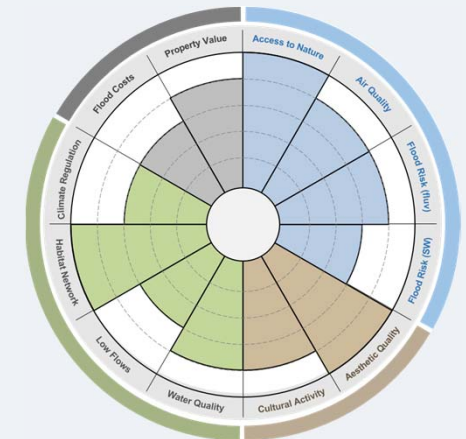 Access to Nature
Air Quality
Flood Risk (fluv)
Flood Risk (SW)
Aesthetic Quality
Cultural Activity
Water Quality
Low Flows
Habitat Network
Climate Regulation
Flood Costs
Property Value